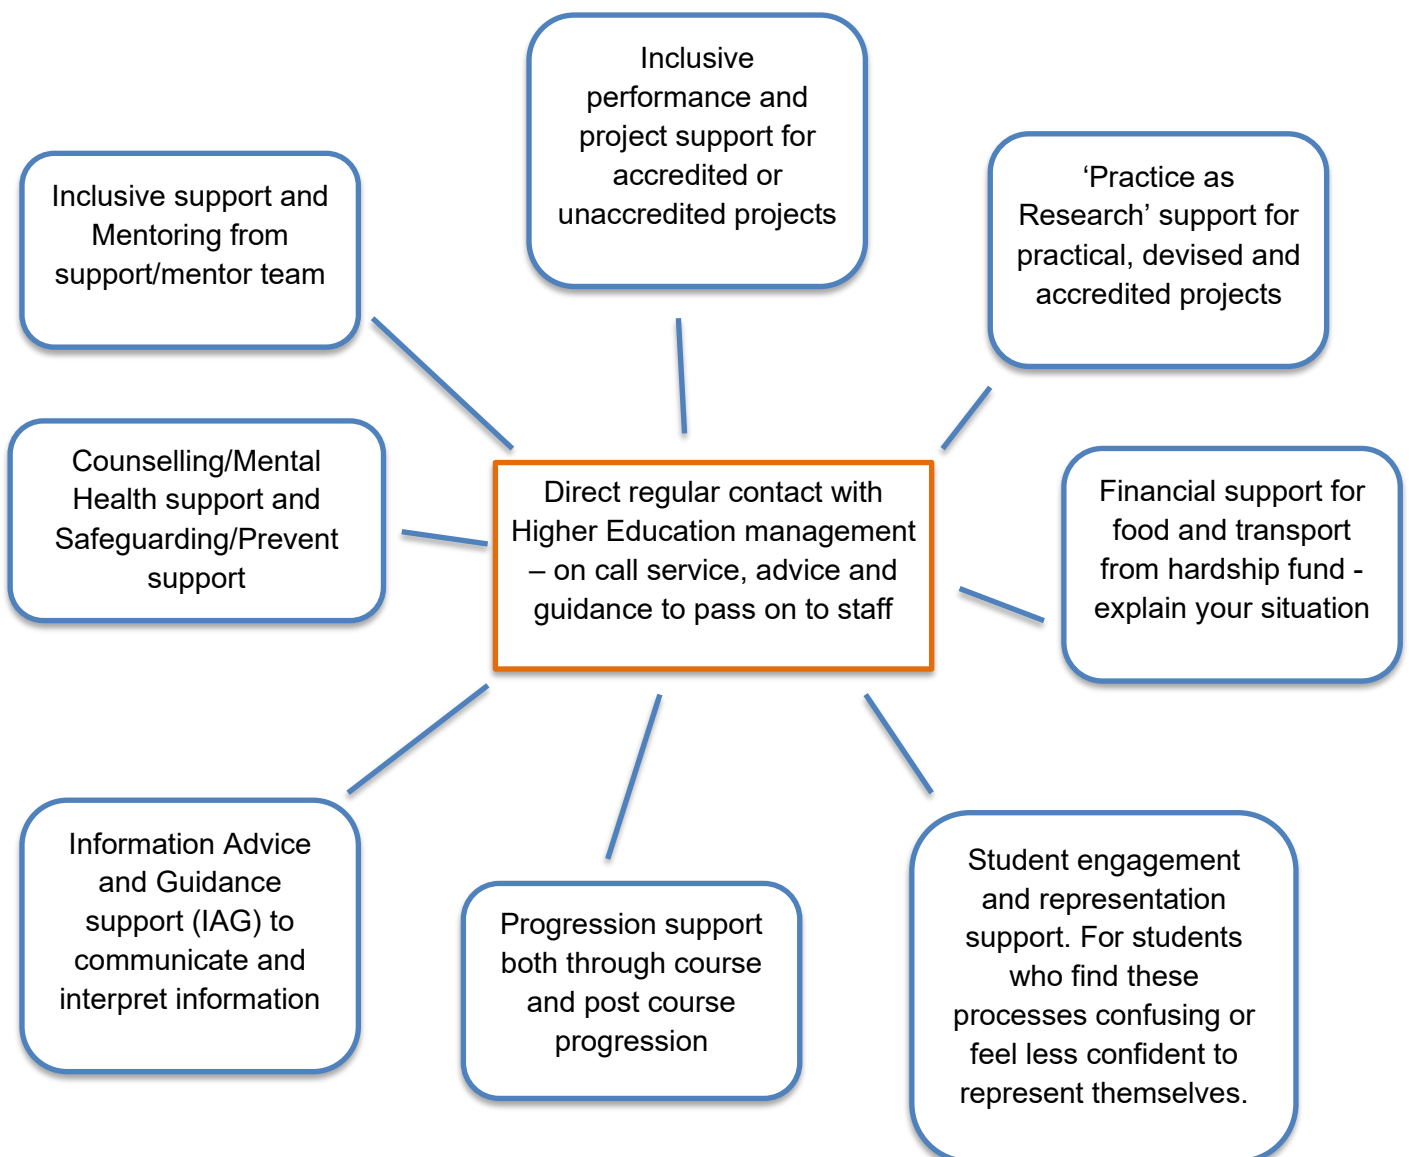 Inclusive
performance and
project support for
accredited or
unaccredited projects
Inclusive support and
Mentoring from
support/mentor team
‘Practice as
Research’ support for
practical, devised and
accredited projects
Counselling/Mental
Health support and
Safeguarding/Prevent
support
Direct regular contact with
Higher Education management
– on call service, advice and
guidance to pass on to staff
Financial support for
food and transport
from hardship fund -
explain your situation
Information Advice
and Guidance
support (IAG) to
communicate and
interpret information
Progression support
both through course
and post course
progression
Student engagement
and representation
support. For students
who find these
processes confusing or
feel less confident to
represent themselves.